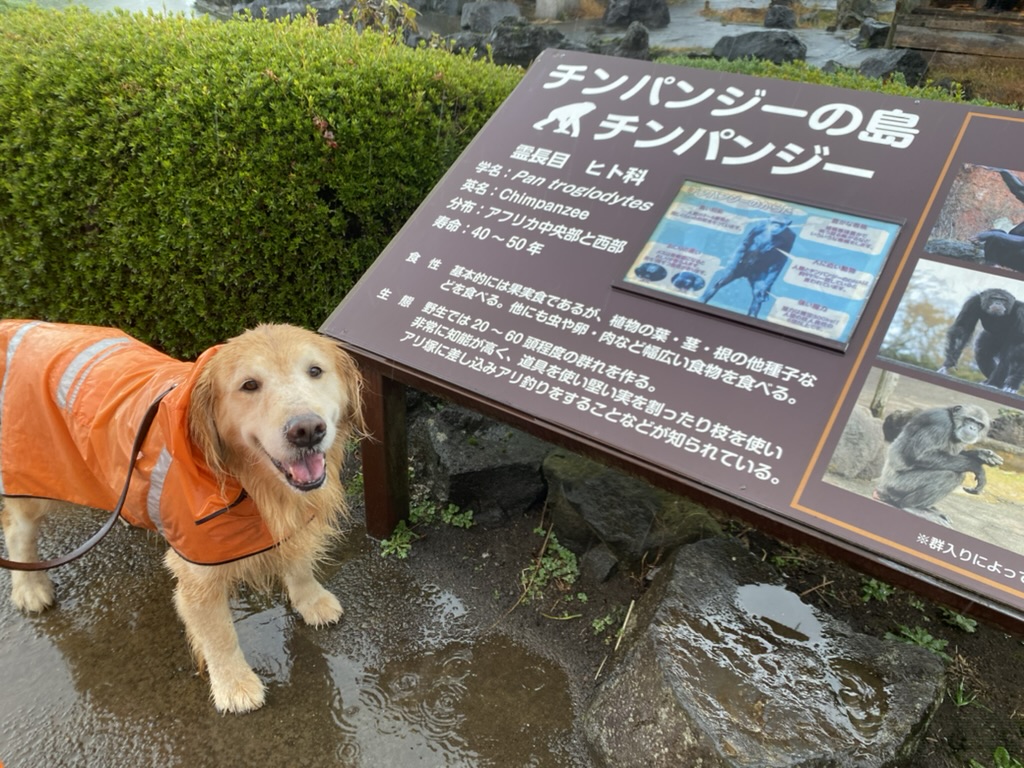 チンパンジーの島
チンパンジー
霊長目 ヒト科
学名：Pan troglodytes
英名：Chimpanzee
分布：アフリカ中央部と西部
寿命：40～50年
食性 基本的には果実食であるが、植物の葉・茎・根の他種子な
どを食べる。他にも虫や卵・肉など幅広い食物を食べる。
生態 野生では20～60頭程度の群れを作る。
非常に知能が高く、道具を使い堅い実を割ったり枝を使い
アリ塚に差し込みアリ釣りをすることなどが知られている。
※群入りによって